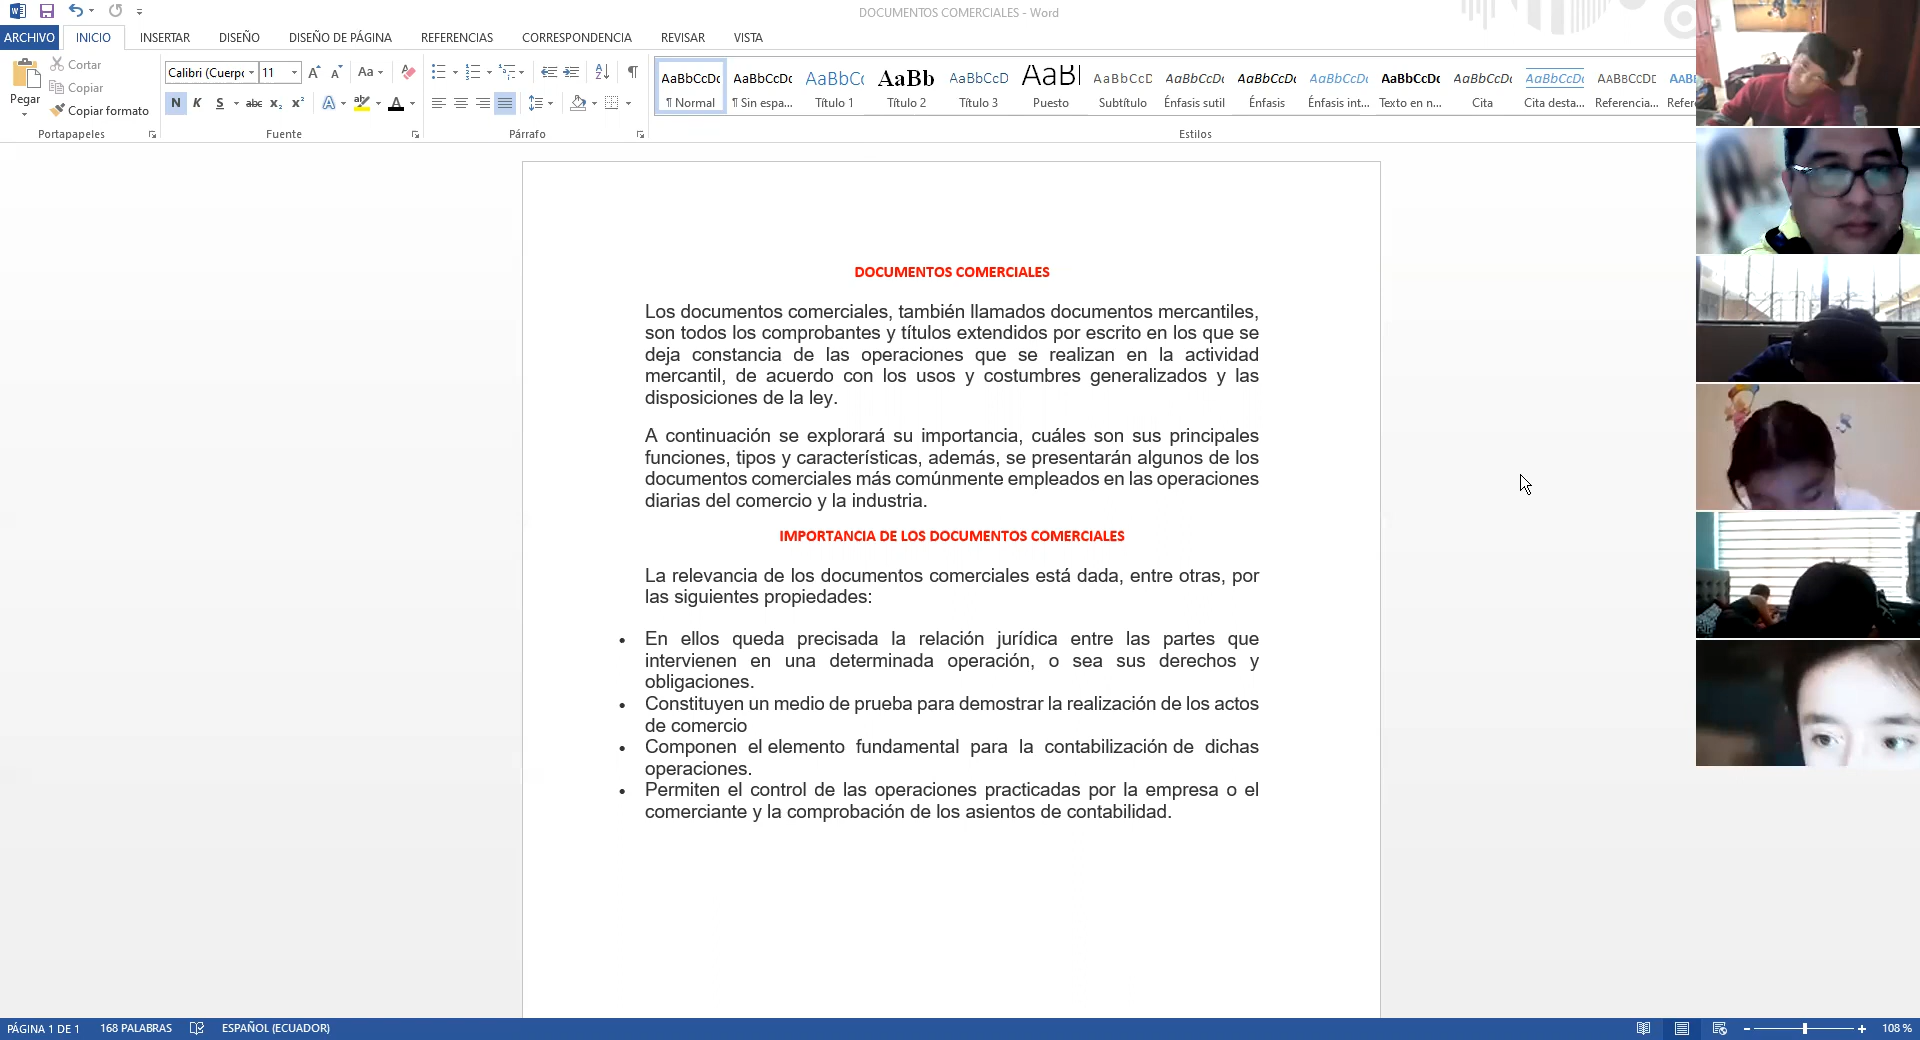 DOCUMENTOS COMERCIALES - Word
ARCHIVO INICIO INSERTAR DISEÑO DISEÑO DE PÁGINA REFERENCIAS CORRESPONDENCIA REVISAR VISTA
Pegar
Cortar
Copiar
Copiar formato
Portapapeles
Calibri (Cuerpo 11
N K S abc x₂ x²
Fuente
Párrafo
AaBbCcDc AaBbCcDc AaBbCc AaBb AaBbCcD AaBl AaBbCcD AaBbCcDc AaBbCcDc AaBbCcDc AaBbCcDc AaBbCcDc AaBbCcDc AABBCCDE AABB
¶ Normal ¶ Sin espa... Título 1 Título 2 Título 3 Puesto Subtítulo Énfasis sutil Énfasis Énfasis int... Texto en n... Cita Cita desta... Referencia... Refer
Estilos
DOCUMENTOS COMERCIALES
Los documentos comerciales, también llamados documentos mercantiles,
son todos los comprobantes y títulos extendidos por escrito en los que se
deja constancia de las operaciones que se realizan en la actividad
mercantil, de acuerdo con los usos y costumbres generalizados y las
disposiciones de la ley.
A continuación se explorará su importancia, cuáles son sus principales
funciones, tipos y características, además, se presentarán algunos de los
documentos comerciales más comúnmente empleados en las operaciones
diarias del comercio y la industria.
IMPORTANCIA DE LOS DOCUMENTOS COMERCIALES
La relevancia de los documentos comerciales está dada, entre otras, por
las siguientes propiedades:
• En ellos queda precisada la relación jurídica entre las partes que
intervienen en una determinada operación, o sea sus derechos y
obligaciones.
• Constituyen un medio de prueba para demostrar la realización de los actos
de comercio
• Componen el elemento fundamental para la contabilización de dichas
operaciones.
• Permiten el control de las operaciones practicadas por la empresa o el
comerciante y la comprobación de los asientos de contabilidad.
PÁGINA 1 DE 1 168 PALABRAS ESPAÑOL (ECUADOR) 108 %